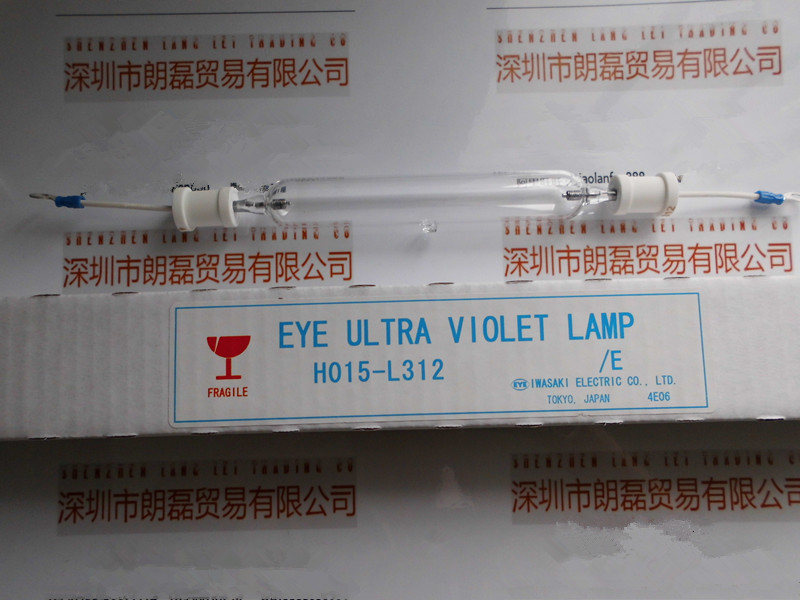 SHENZHEN LANG LEI TRADING CO
深圳市朗磊贸易有限公司
SHENZHEN LANG LEI TRADING CO
深圳市朗磊贸易有限公司
SHENZHEN LANG LEI TRADING CO
深圳市朗磊贸易有限公司
SHENZHEN LANG LEI TRADING CO
深圳市朗磊贸易有限公司
EYE ULTRA VIOLET LAMP
HO15-L312
/E
FRAGILE
EYE IWASAKI ELECTRIC CO., LTD.
TOKYO, JAPAN 4E06
SHENZHEN LANG LEI TRADING CO
深圳市朗磊贸易有限公司
SHENZHEN LANG LEI TRADING CO
深圳市朗磊贸易有限公司